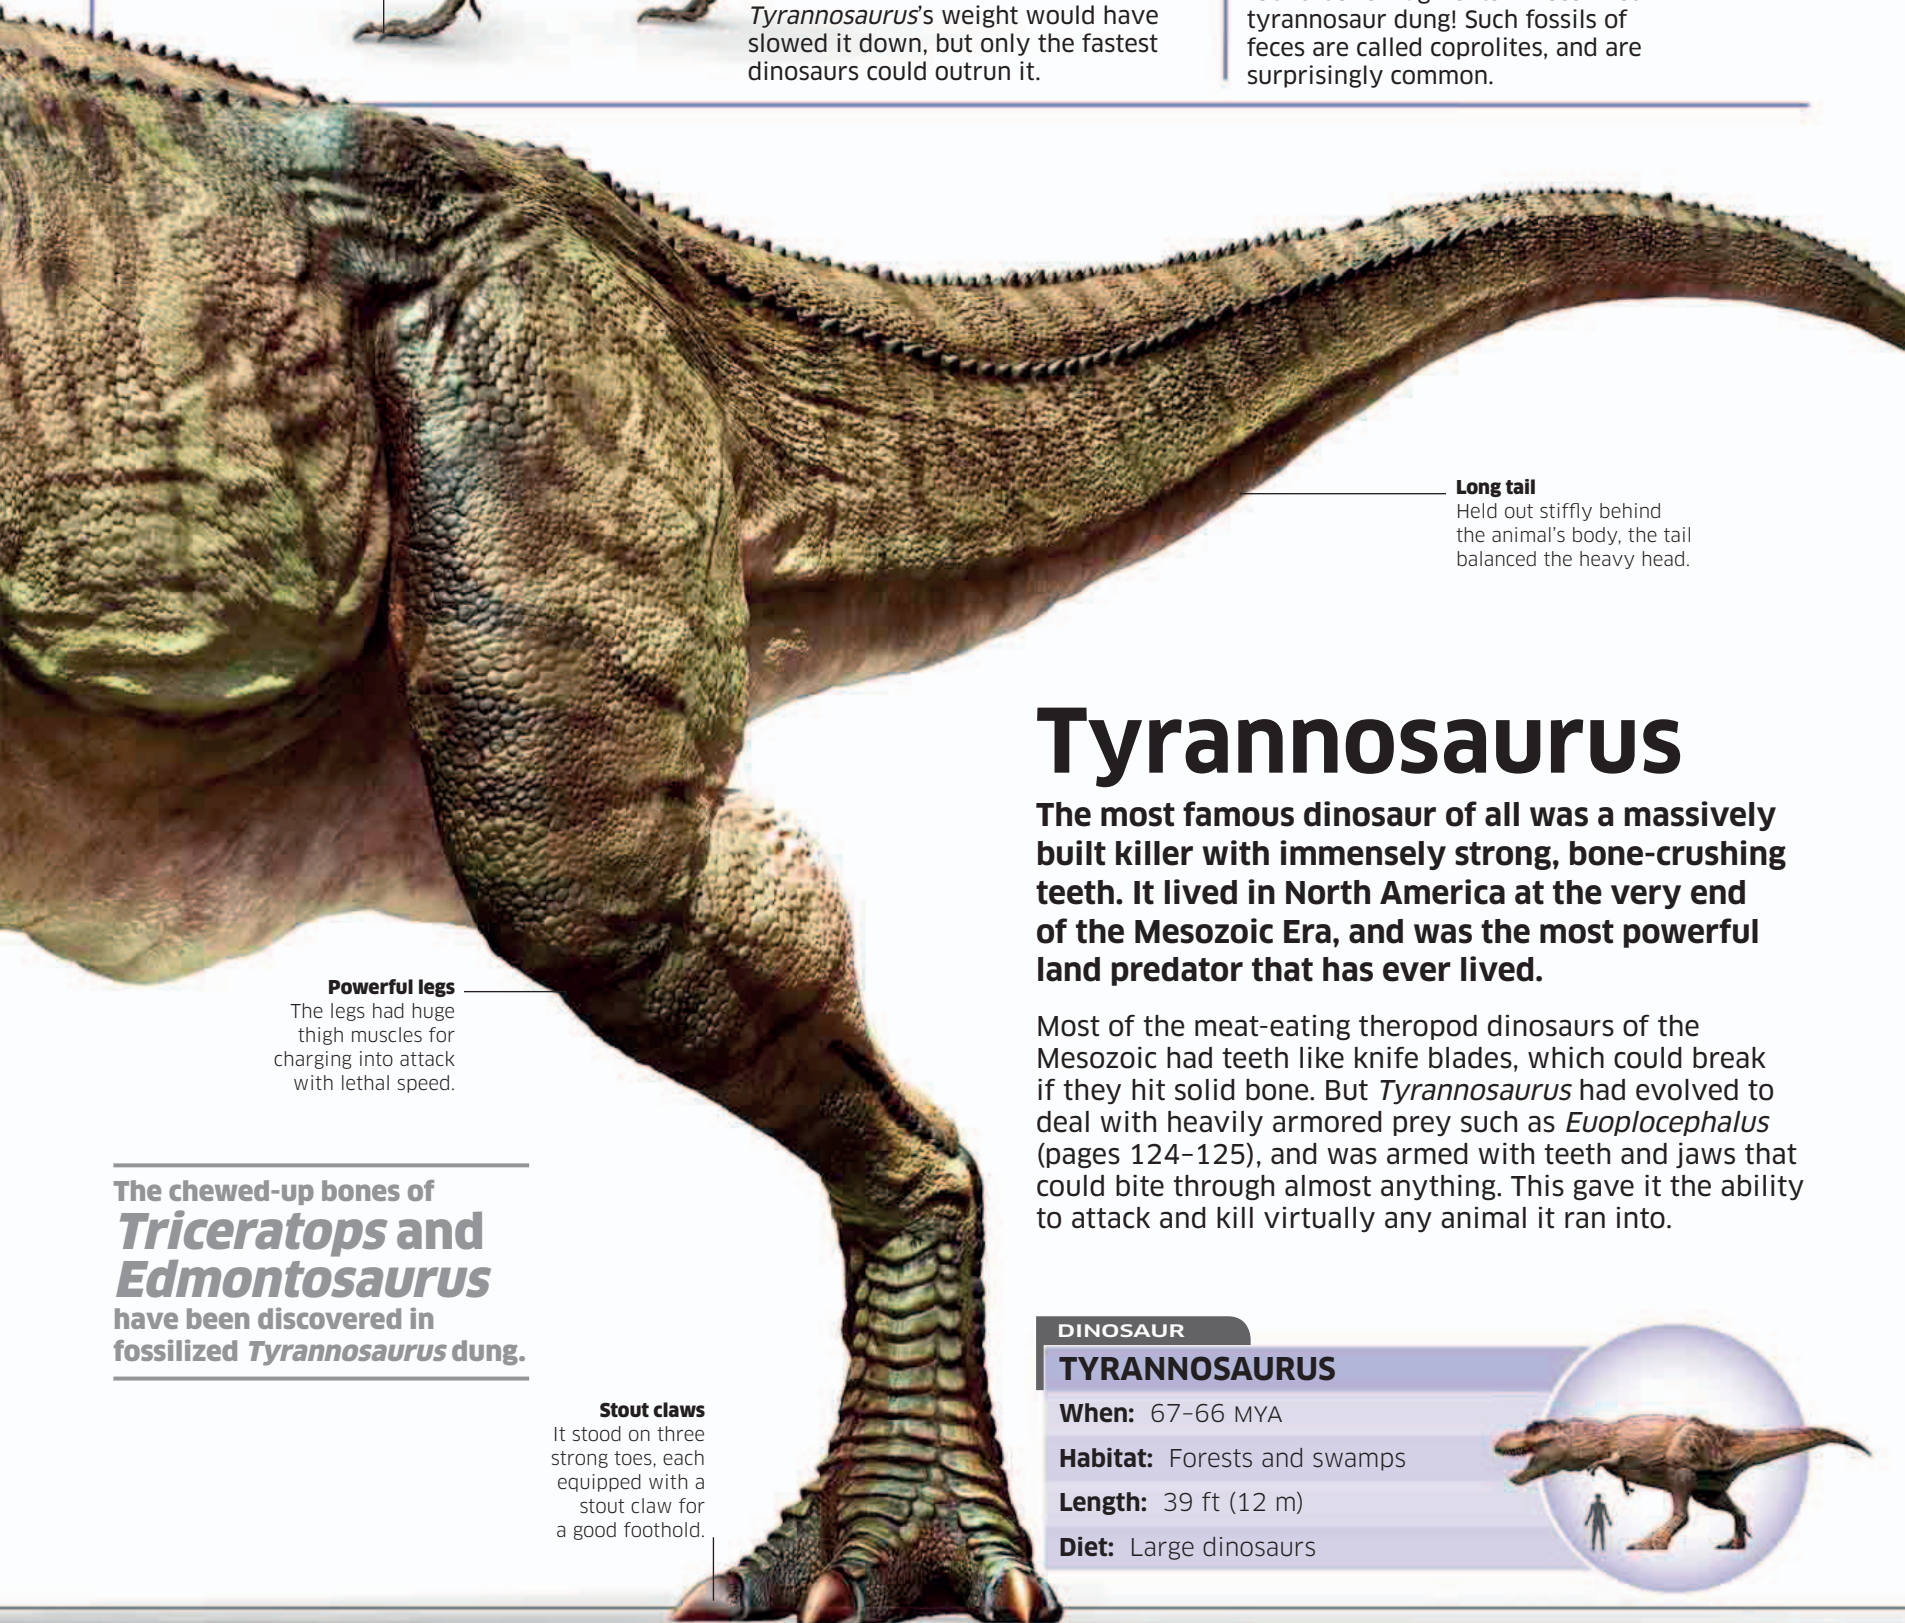 Tyrannosaurus's weight would have
slowed it down, but only the fastest
dinosaurs could outrun it.
tyrannosaur dung! Such fossils of
feces are called coprolites, and are
surprisingly common.
Long tail
Held out stiffly behind
the animal's body, the tail
balanced the heavy head.
Tyrannosaurus
The most famous dinosaur of all was a massively
built killer with immensely strong, bone-crushing
teeth. It lived in North America at the very end
of the Mesozoic Era, and was the most powerful
land predator that has ever lived.
Most of the meat-eating theropod dinosaurs of the
Mesozoic had teeth like knife blades, which could break
if they hit solid bone. But Tyrannosaurus had evolved to
deal with heavily armored prey such as Euoplocephalus
(pages 124–125), and was armed with teeth and jaws that
could bite through almost anything. This gave it the ability
to attack and kill virtually any animal it ran into.
Powerful legs
The legs had huge
thigh muscles for
charging into attack
with lethal speed.
The chewed-up bones of
Triceratops and
Edmontosaurus
have been discovered in
fossilized Tyrannosaurus dung.
Stout claws
It stood on three
strong toes, each
equipped with a
stout claw for
a good foothold.
DINOSAUR
TYRANNOSAURUS
When: 67–66 MYA
Habitat: Forests and swamps
Length: 39 ft (12 m)
Diet: Large dinosaurs